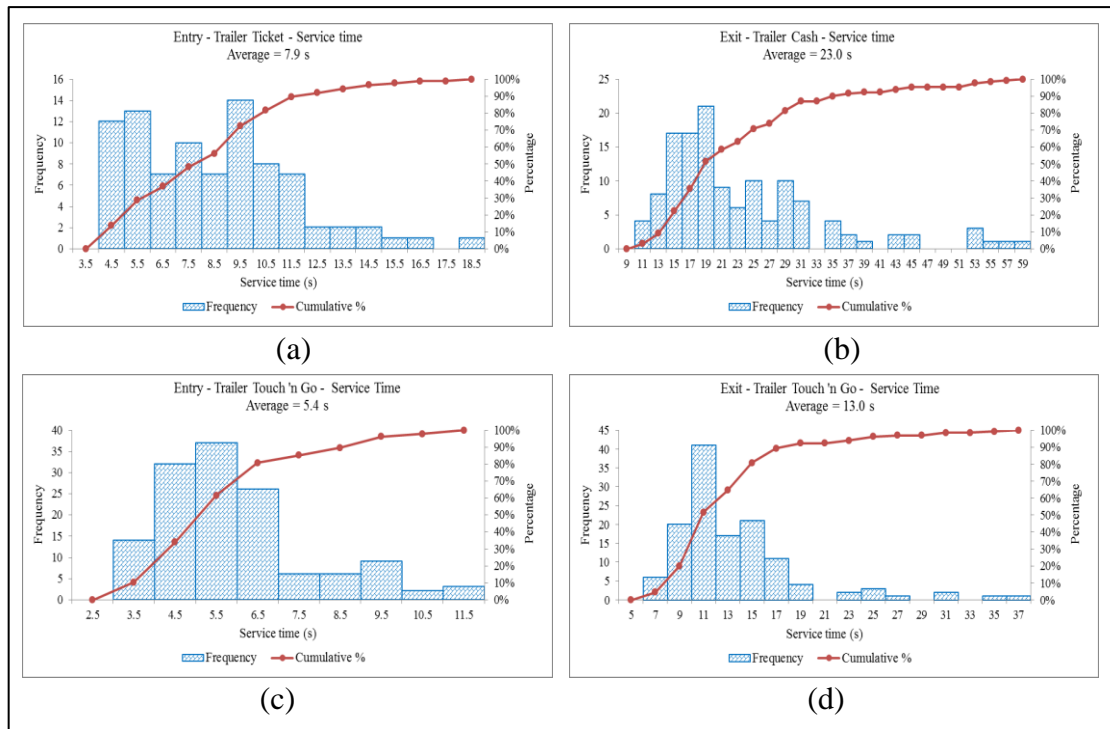 Entry - Trailer Ticket - Service time
Average = 7.9 s
16
14
12
10
8
6
4
2
0
Frequency
100%
90%
80%
70%
60%
50%
40%
30%
20%
10%
0%
Percentage
3.5 4.5 5.5 6.5 7.5 8.5 9.5 10.5 11.5 12.5 13.5 14.5 15.5 16.5 17.5 18.5
Service time (s)
Frequency Cumulative %
(a)
Exit - Trailer Cash - Service time
Average = 23.0 s
25
20
15
10
5
0
Frequency
100%
90%
80%
70%
60%
50%
40%
30%
20%
10%
0%
Percentage
9 11 13 15 17 19 21 23 25 27 29 31 33 35 37 39 41 43 45 47 49 51 53 55 57 59
Service time (s)
Frequency Cumulative %
(b)
Entry - Trailer Touch 'n Go - Service Time
Average = 5.4 s
40
35
30
25
20
15
10
5
0
Frequency
100%
90%
80%
70%
60%
50%
40%
30%
20%
10%
0%
Percentage
2.5 3.5 4.5 5.5 6.5 7.5 8.5 9.5 10.5 11.5
Service time (s)
Frequency Cumulative %
(c)
Exit - Trailer Touch 'n Go - Service Time
Average = 13.0 s
45
40
35
30
25
20
15
10
5
0
Frequency
100%
90%
80%
70%
60%
50%
40%
30%
20%
10%
0%
Percentage
5 7 9 11 13 15 17 19 21 23 25 27 29 31 33 35 37
Service time (s)
Frequency Cumulative %
(d)